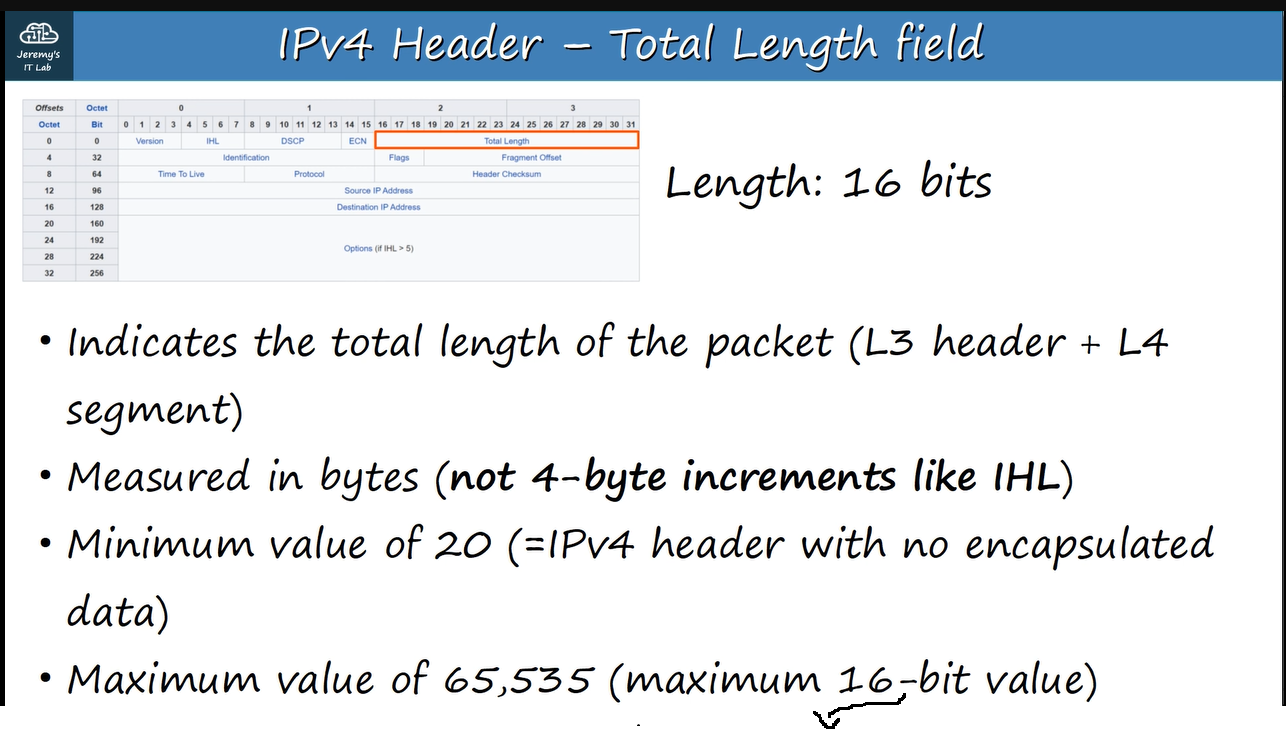 Jeremy's
IT Lab
IPv4 Header – Total Length field
Offsets Octet 0 1 2 3
Octet Bit 0 1 2 3 4 5 6 7 8 9 10 11 12 13 14 15 16 17 18 19 20 21 22 23 24 25 26 27 28 29 30 31
0 0 Version IHL DSCP ECN Total Length
4 32 Identification Flags Fragment Offset
8 64 Time To Live Protocol Header Checksum
12 96 Source IP Address
16 128 Destination IP Address
20 160
24 192
Options (if IHL > 5)
28 224
32 256
Length: 16 bits
• Indicates the total length of the packet (L3 header + L4
segment)
• Measured in bytes (not 4-byte increments like IHL)
• Minimum value of 20 (=IPv4 header with no encapsulated
data)
• Maximum value of 65,535 (maximum 16-bit value)